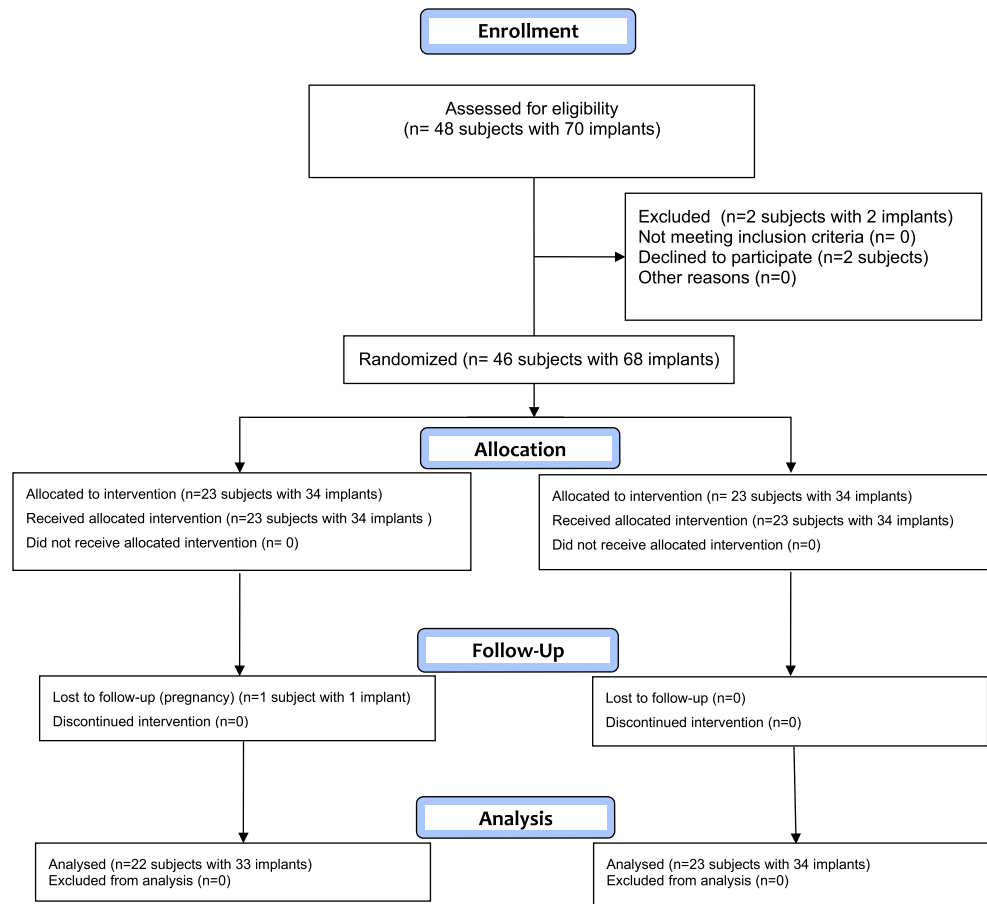 Enrollment
Assessed for eligibility
(n= 48 subjects with 70 implants)
Excluded  (n=2 subjects with 2 implants)
Not meeting inclusion criteria (n= 0)
Declined to participate (n=2 subjects)
Other reasons (n=0)
Randomized (n= 46 subjects with 68 implants)
Allocation
Allocated to intervention (n=23 subjects with 34 implants)
Received allocated intervention (n=23 subjects with 34 implants )
Did not receive allocated intervention (n= 0)
Allocated to intervention (n= 23 subjects with 34 implants)
Received allocated intervention (n=23 subjects with 34 implants)
Did not receive allocated intervention (n=0)
Follow-Up
Lost to follow-up (pregnancy) (n=1 subject with 1 implant)
Discontinued intervention (n=0)
Lost to follow-up (n=0)
Discontinued intervention (n=0)
Analysis
Analysed (n=22 subjects with 33 implants)
Excluded from analysis (n=0)
Analysed (n=23 subjects with 34 implants)
Excluded from analysis (n=0)